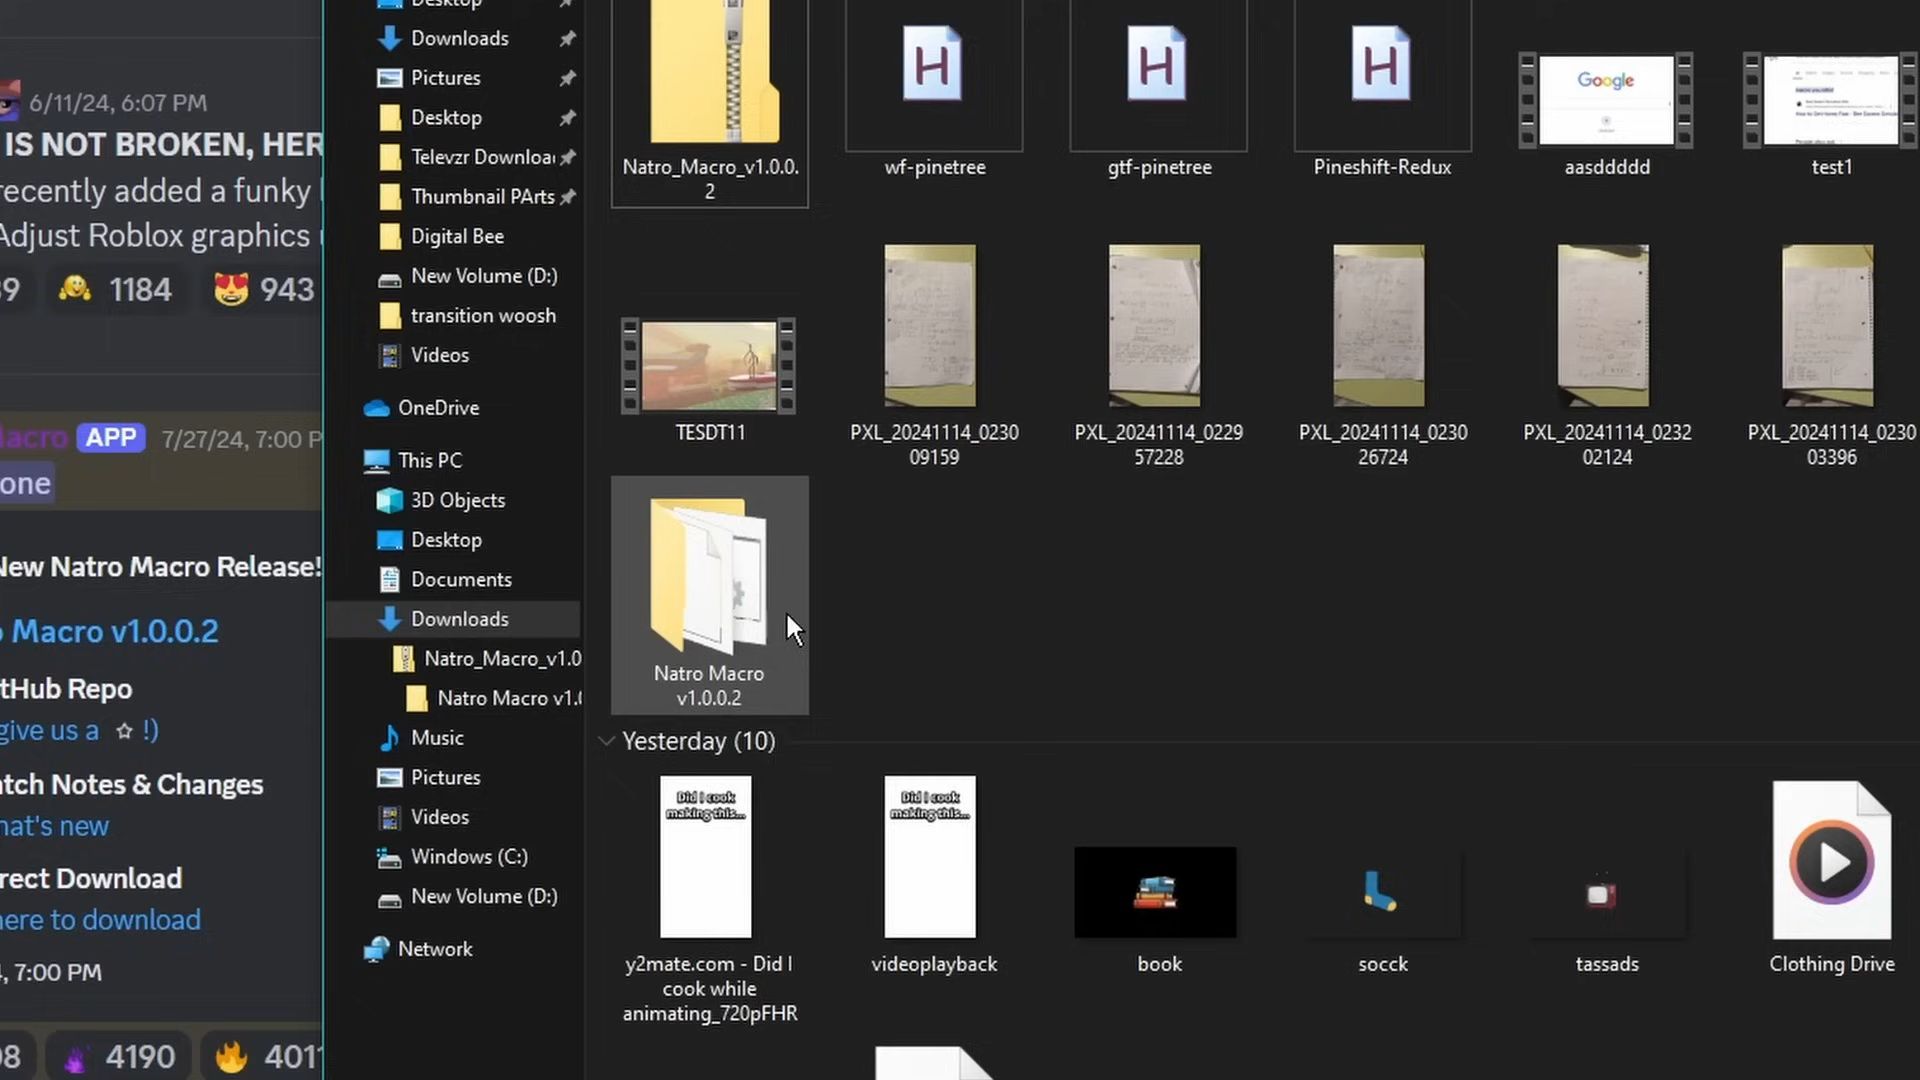 6/11/24, 6:07 PM
IS NOT BROKEN, HER
recently added a funky
Adjust Roblox graphics
1184
943
APP
7/27/24, 7:00 P
one
New Natro Macro Release!
Macro v1.0.0.2
tHub Repo
give us a ☆ !)
atch Notes & Changes
hat's new
rect Download
here to download
, 7:00 PM
4190
401
Desktop
Downloads
Pictures
Desktop
Televzr Downloa
Thumbnail PArts
Digital Bee
New Volume (D:)
transition woosh
Videos
OneDrive
This PC
3D Objects
Desktop
Documents
Downloads
Natro_Macro_v1.0
Natro Macro v1.
Music
Pictures
Videos
Windows (C:)
New Volume (D:)
Network
Natro_Macro_v1.0.0.
2
H
wf-pinetree
H
gtf-pinetree
H
Pineshift-Redux
Google
aasddddd
test1
TESDT11
PXL_20241114_0230
09159
PXL_20241114_0229
57228
PXL_20241114_0230
26724
PXL_20241114_0232
02124
PXL_20241114_0230
03396
Natro Macro
v1.0.0.2
Yesterday (10)
Did I cook
making this...
y2mate.com - Did I
cook while
animating_720pFHR
Did I cook
making this...
videoplayback
book
socck
tassads
Clothing Drive